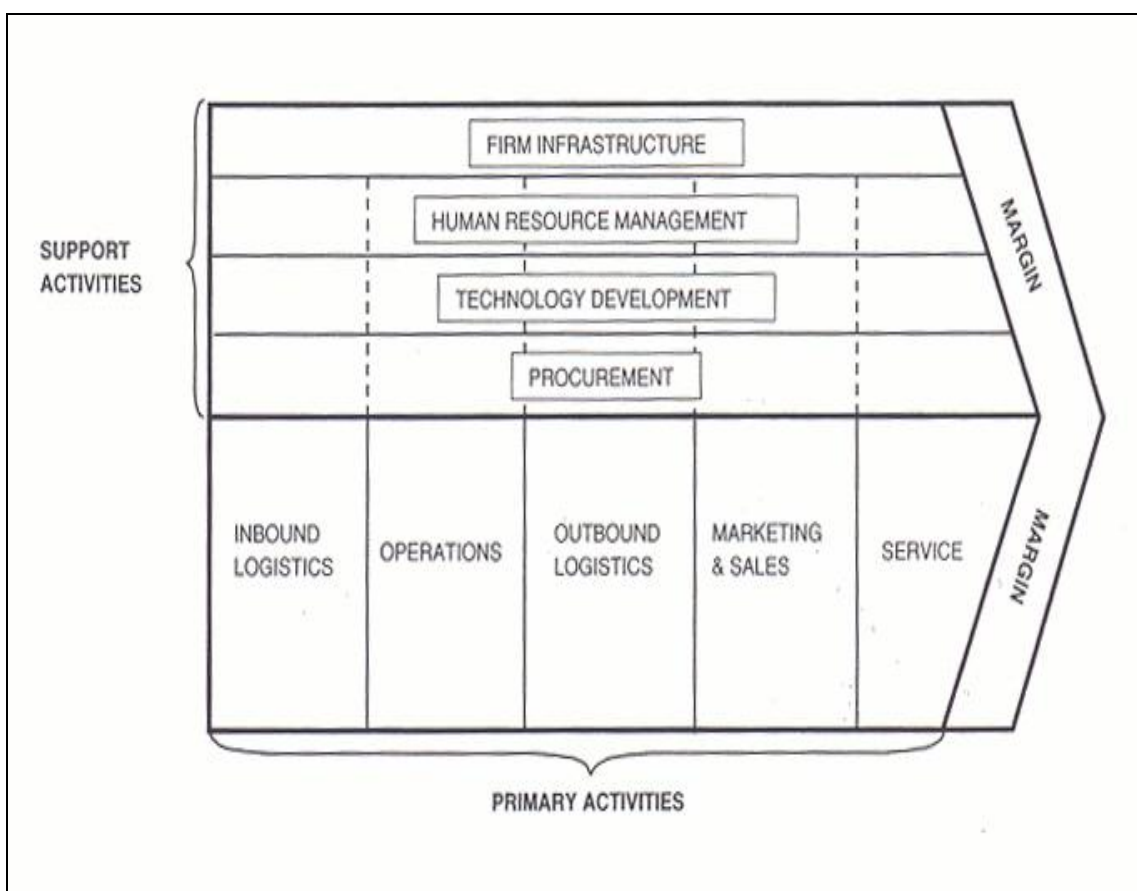 FIRM INFRASTRUCTURE
HUMAN RESOURCE MANAGEMENT
TECHNOLOGY DEVELOPMENT
PROCUREMENT
SUPPORT
ACTIVITIES
MARGIN
INBOUND
LOGISTICS
OPERATIONS
OUTBOUND
LOGISTICS
MARKETING
& SALES
SERVICE
MARGIN
PRIMARY ACTIVITIES